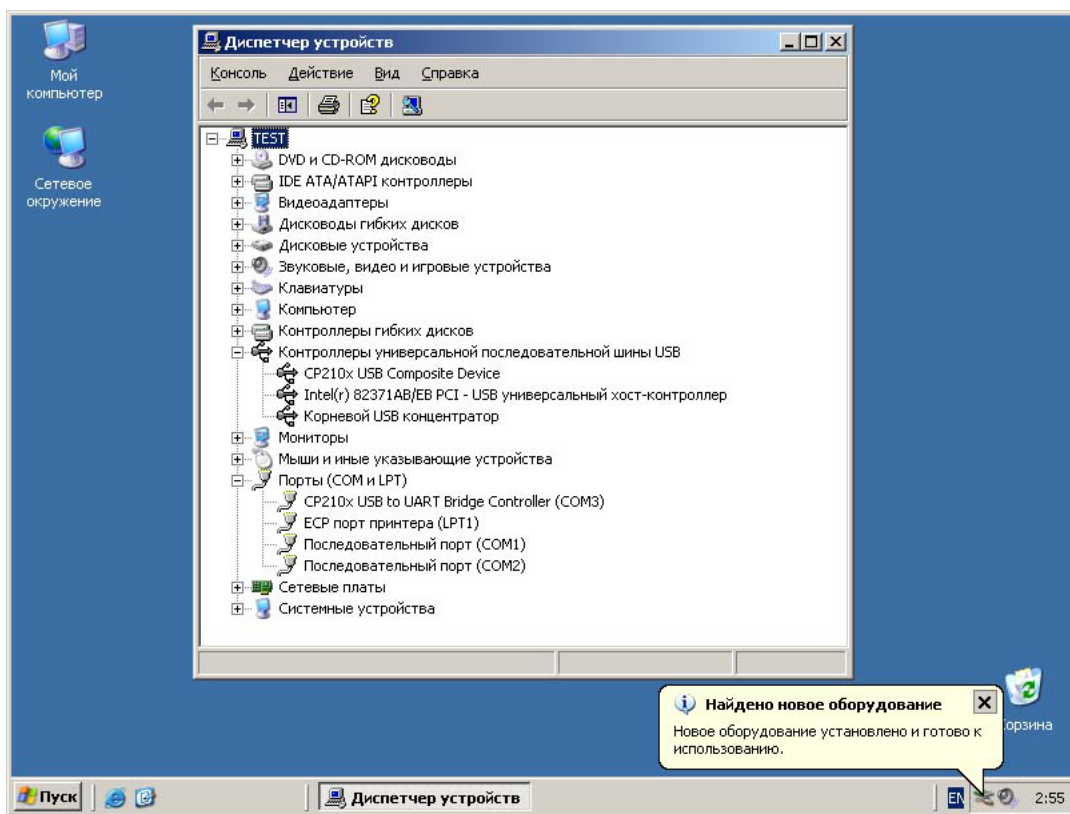 Мой
компьютер
Сетевое
окружение
Диспетчер устройств
Консоль Действие Вид Справка
TEST
DVD и CD-ROM дисководы
IDE ATA/ATAPI контроллеры
Видеоадаптеры
Дисководы гибких дисков
Дисковые устройства
Звуковые, видео и игровые устройства
Клавиатуры
Компьютер
Контроллеры гибких дисков
Контроллеры универсальной последовательной шины USB
CP210x USB Composite Device
Intel(r) 82371AB/EB PCI - USB универсальный хост-контроллер
Корневой USB концентратор
Мониторы
Мыши и иные указывающие устройства
Порты (COM и LPT)
CP210x USB to UART Bridge Controller (COM3)
ECP порт принтера (LPT1)
Последовательный порт (COM1)
Последовательный порт (COM2)
Сетевые платы
Системные устройства
Найдено новое оборудование
Новое оборудование установлено и готово к
использованию.
орзина
Пуск
Диспетчер устройств
EN
2:55